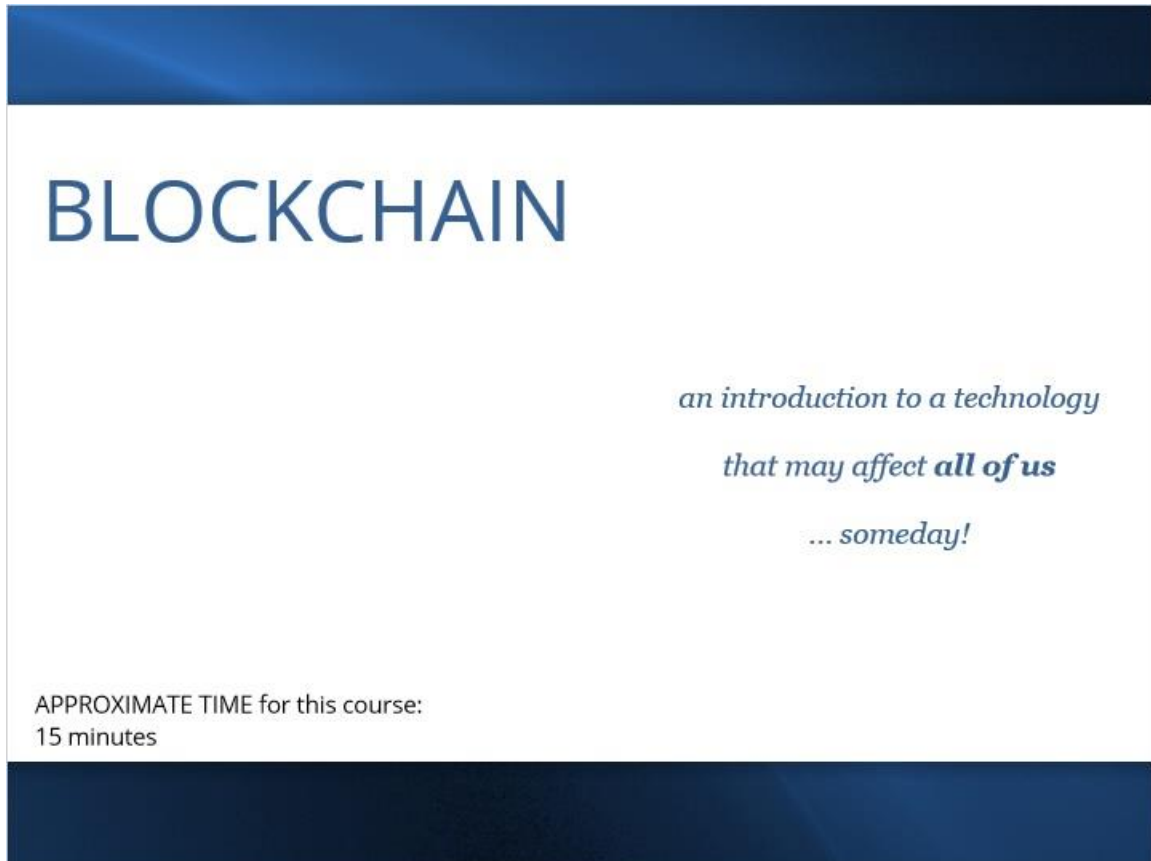 BLOCKCHAIN
an introduction to a technology
that may affect all of us
... someday!
APPROXIMATE TIME for this course:
15 minutes